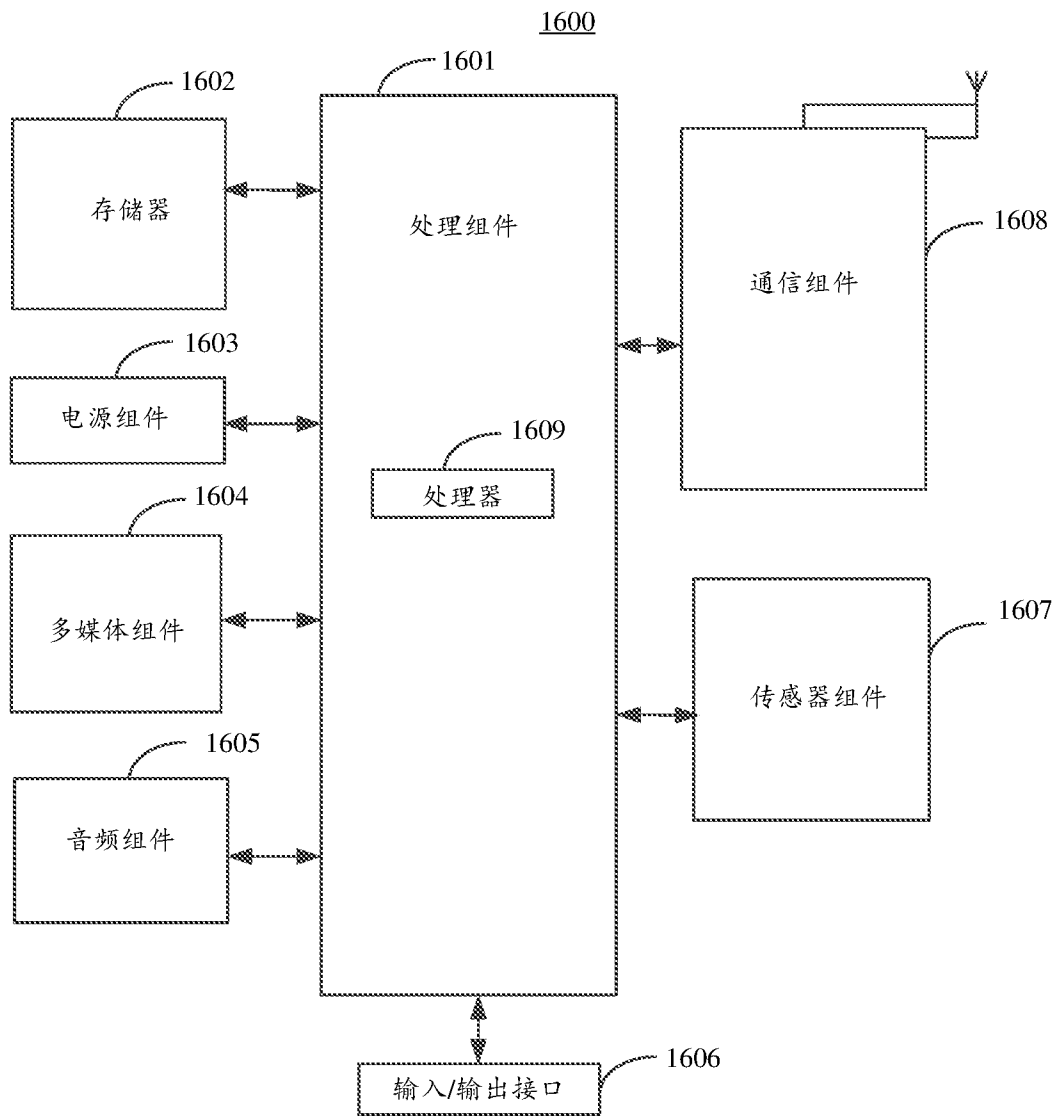 1600
1601
1602
存储器
处理组件
1608
通信组件
1603
电源组件
1609
处理器
1604
多媒体组件
1607
传感器组件
1605
音频组件
1606
输入/输出接口